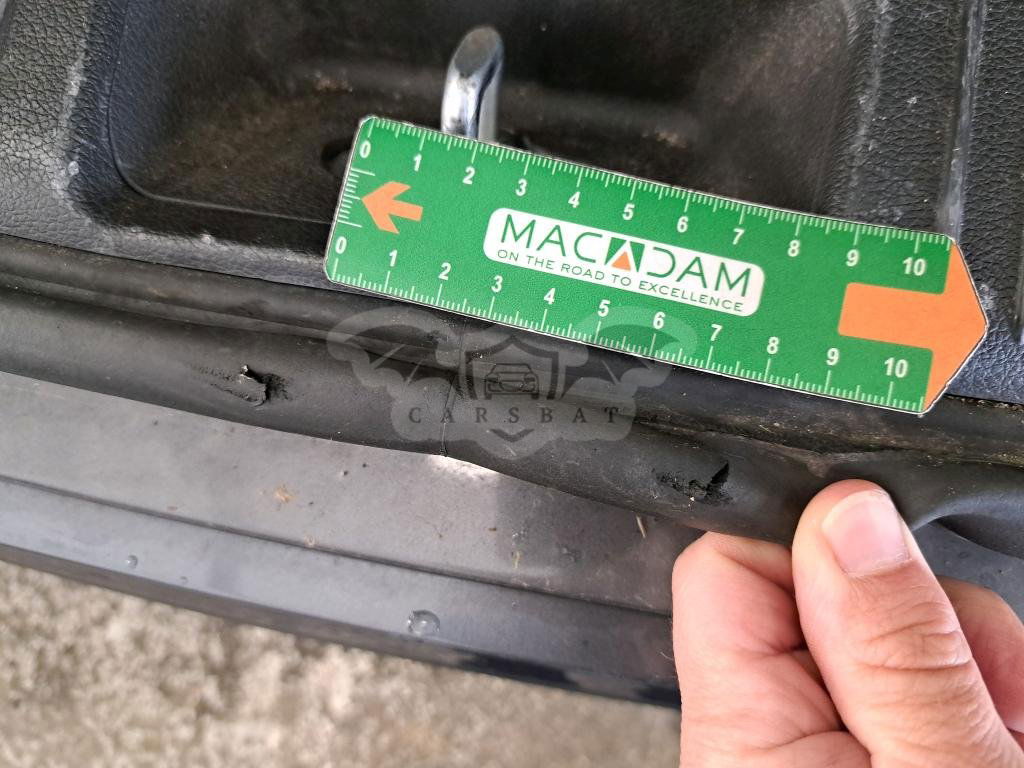 0 1 2 3 4 5 6 7 8 9 10
MACADAM
ON THE ROAD TO EXCELLENCE
0 1 2 3 4 5 6 7 8 9 10
CARSBAT